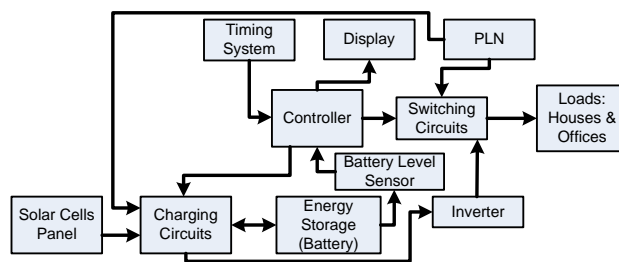 Timing
System
Display
PLN
Controller
Switching
Circuits
Loads:
Houses &
Offices
Battery Level
Sensor
Solar Cells
Panel
Charging
Circuits
Energy
Storage
(Battery)
Inverter